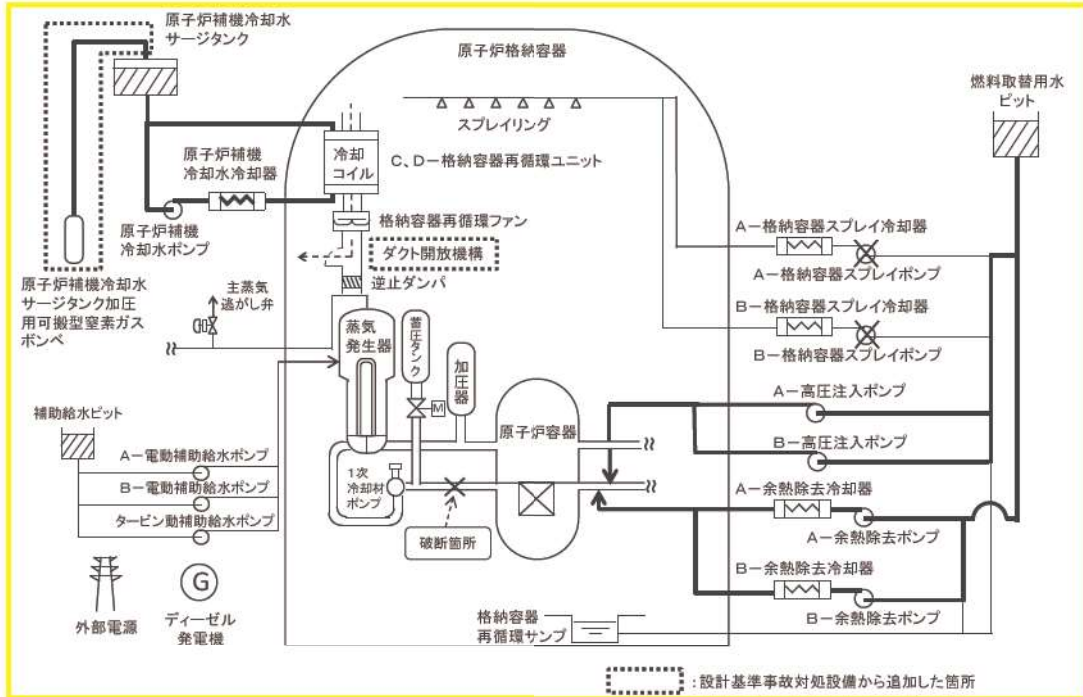 原子炉補機冷却水
サージタンク
原子炉格納容器
燃料取替用水
ピット
スプレイリング
冷却
コイル
C、D－格納容器再循環ユニット
原子炉補機
冷却水冷却器
原子炉補機
冷却水ポンプ
格納容器再循環ファン
ダクト開放機構
逆止ダンパ
原子炉補機冷却水
サージタンク加圧
用可搬型窒素ガス
ボンベ
主蒸気
逃がし弁
A－格納容器スプレイ冷却器
A－格納容器スプレイポンプ
B－格納容器スプレイ冷却器
B－格納容器スプレイポンプ
蒸気
発生器
蓄圧タンク
加圧器
M
原子炉容器
A－高圧注入ポンプ
B－高圧注入ポンプ
補助給水ピット
A－電動補助給水ポンプ
B－電動補助給水ポンプ
タービン動補助給水ポンプ
1次
冷却材
ポンプ
破断箇所
A－余熱除去冷却器
A－余熱除去ポンプ
B－余熱除去冷却器
B－余熱除去ポンプ
G
外部電源
ディーゼル
発電機
格納容器
再循環サンプ
：設計基準事故対処設備から追加した箇所